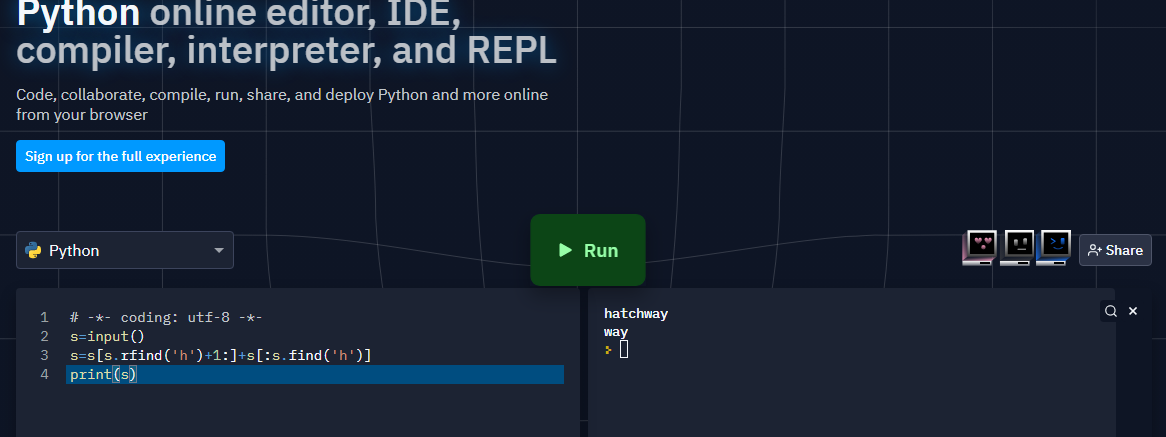 Python online editor, IDE,
compiler, interpreter, and REPL
Code, collaborate, compile, run, share, and deploy Python and more online
from your browser
Sign up for the full experience
Python
Run
Share
1 # -*- coding: utf-8 -*-
2 s=input()
3 s=s[s.rfind('h')+1:]+s[:s.find('h')]
4 print(s)
hatchway
way